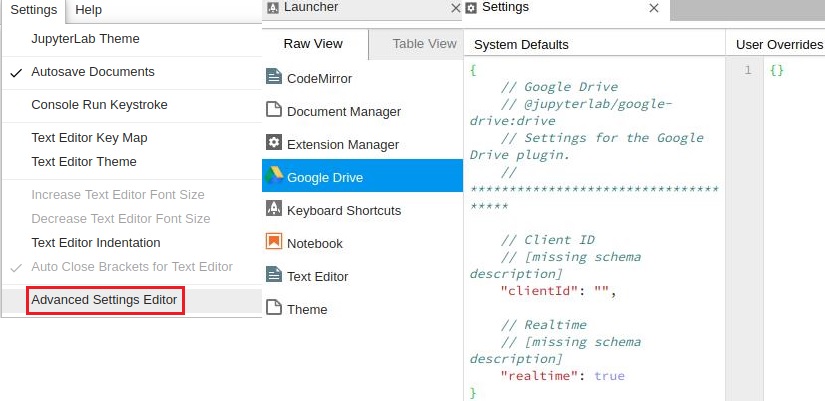 Settings
Help
JupyterLab Theme
Autosave Documents
Console Run Keystroke
Text Editor Key Map
Text Editor Theme
Increase Text Editor Font Size
Decrease Text Editor Font Size
Text Editor Indentation
Auto Close Brackets for Text Editor
Advanced Settings Editor
Launcher
Settings
Raw View
Table View
CodeMirror
Document Manager
Extension Manager
Google Drive
Keyboard Shortcuts
Notebook
Text Editor
Theme
System Defaults
{
// Google Drive
// @jupyterlab/google-
drive:drive
// Settings for the Google
Drive plugin.
//
********************************
*****
// Client ID
// [missing schema
description]
"clientId": "",
// Realtime
// [missing schema
description]
"realtime": true
}
User Overrides
1 {}